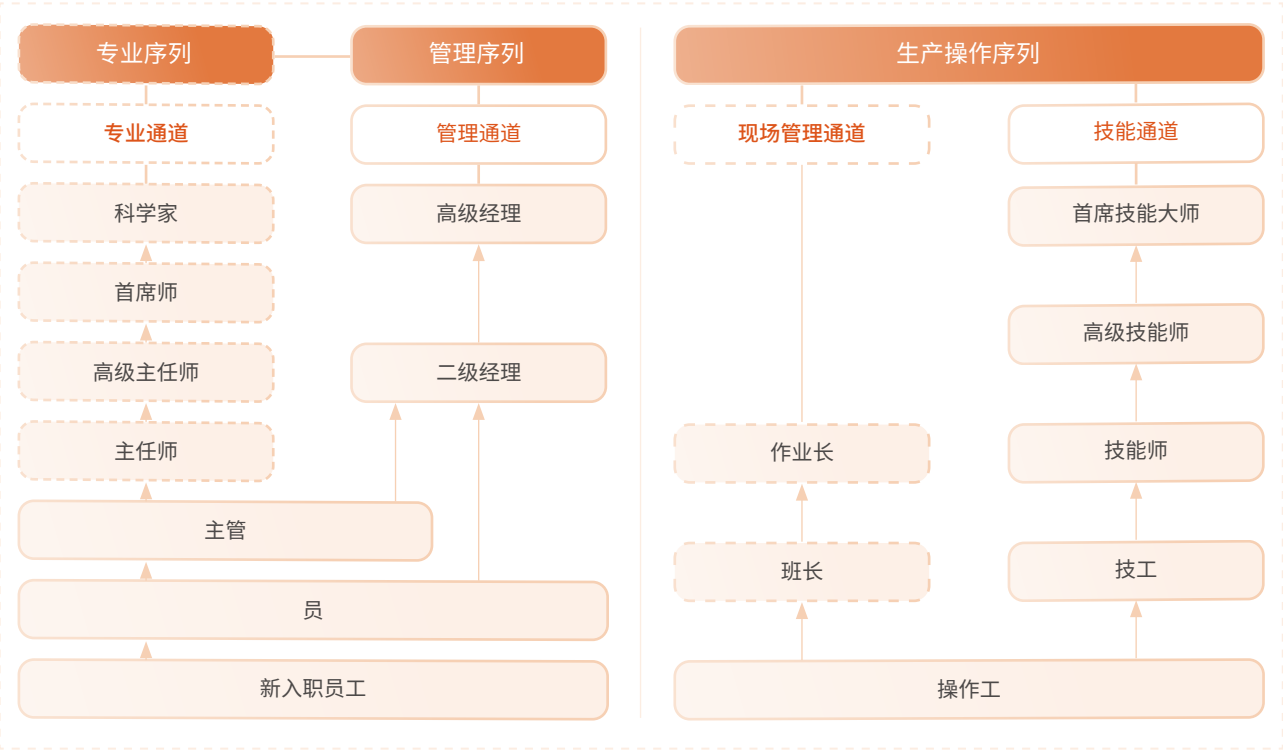 专业序列
管理序列
生产操作序列
专业通道
管理通道
现场管理通道
技能通道
科学家
高级经理
首席技能大师
首席师
高级技能师
高级主任师
二级经理
主任师
作业长
技能师
主管
班长
技工
员
新入职员工
操作工